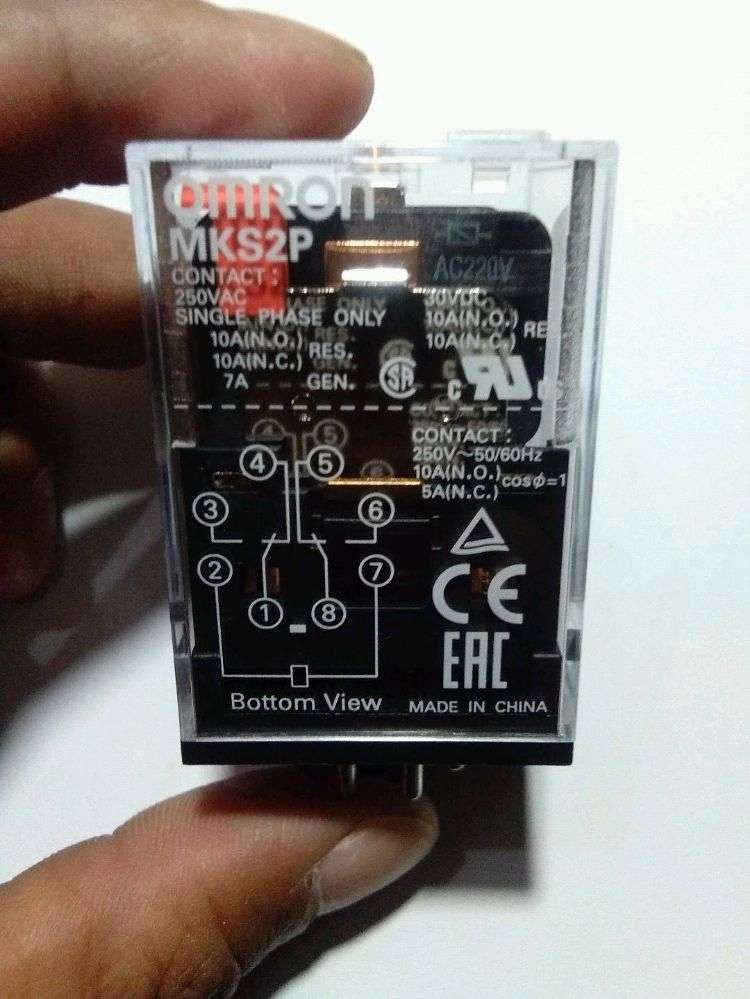 OMRON
MKS2P
AC220V
CONTACT :
250VAC
SINGLE PHASE ONLY
10A(N.O.) RES.
10A(N.C.)
7A GEN.
30VDC
10A(N.O.) RE
10A(N.C.)
SA
c RU
CONTACT :
250V~50/60Hz
10A(N.O.) cosφ=1
5A(N.C.)
④ ⑤
③ ⑥
② ⑦
① ⑧
CE
EAC
Bottom View
MADE IN CHINA